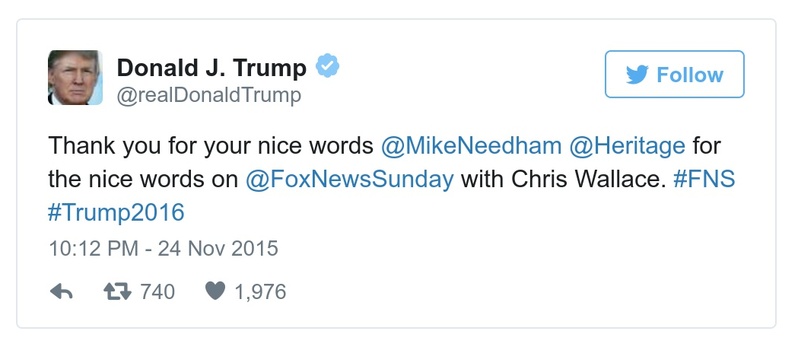 Donald J. Trump
@realDonaldTrump
Follow
Thank you for your nice words @MikeNeedham @Heritage for
the nice words on @FoxNewsSunday with Chris Wallace. #FNS
#Trump2016
10:12 PM - 24 Nov 2015
740 1,976